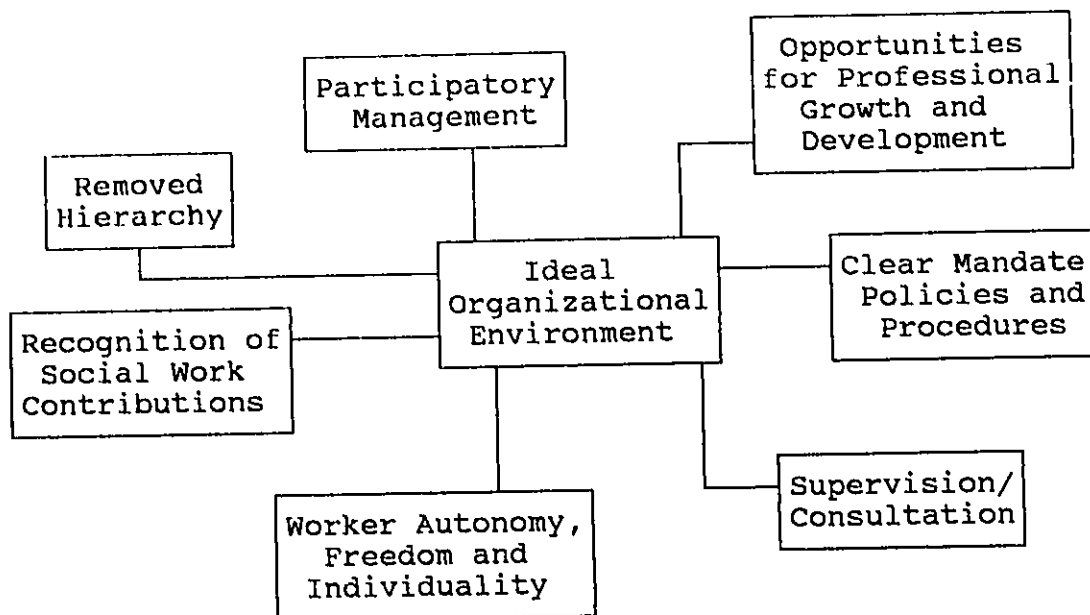 Opportunities
for Professional
Growth and
Development
Participatory
Management
Removed
Hierarchy
Ideal
Organizational
Environment
Clear Mandate
Policies and
Procedures
Recognition of
Social Work
Contributions
Supervision/
Consultation
Worker Autonomy,
Freedom and
Individuality